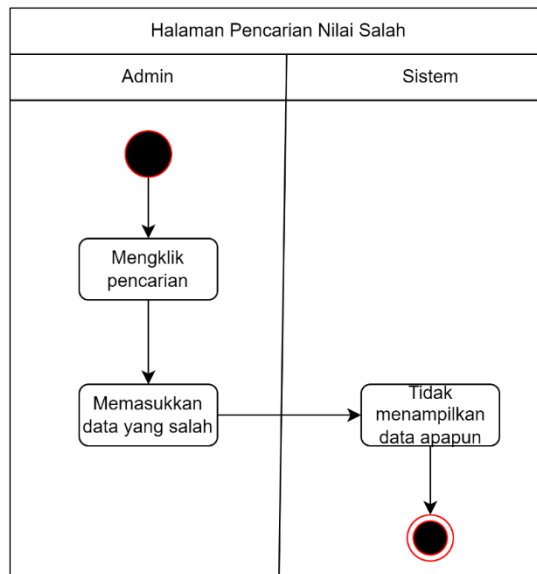 Halaman Pencarian Nilai Salah
Admin
Sistem
Mengklik
pencarian
Memasukkan
data yang salah
Tidak
menampilkan
data apapun